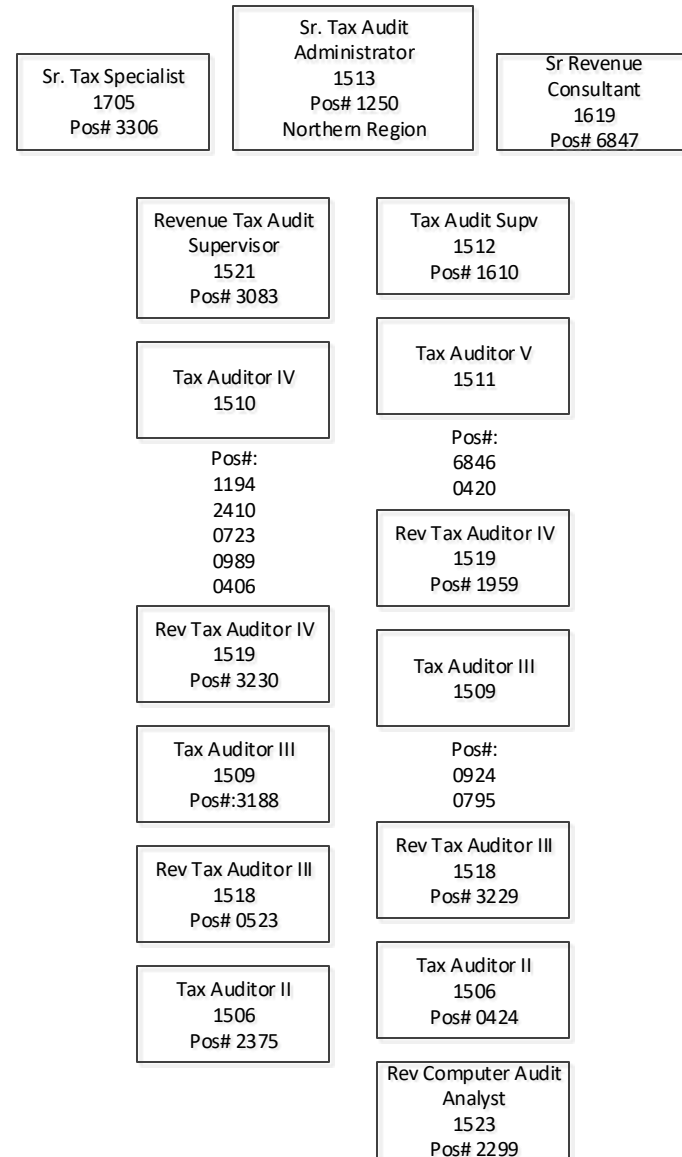 Sr. Tax Specialist
1705
Pos# 3306
Sr. Tax Audit
Administrator
1513
Pos# 1250
Northern Region
Sr Revenue
Consultant
1619
Pos# 6847
Revenue Tax Audit
Supervisor
1521
Pos# 3083
Tax Auditor IV
1510
Pos#:
1194
2410
0723
0989
0406
Rev Tax Auditor IV
1519
Pos# 3230
Tax Auditor III
1509
Pos#:3188
Rev Tax Auditor III
1518
Pos# 0523
Tax Auditor II
1506
Pos# 2375
Tax Audit Supv
1512
Pos# 1610
Tax Auditor V
1511
Pos#:
6846
0420
Rev Tax Auditor IV
1519
Pos# 1959
Tax Auditor III
1509
Pos#:
0924
0795
Rev Tax Auditor III
1518
Pos# 3229
Tax Auditor II
1506
Pos# 0424
Rev Computer Audit
Analyst
1523
Pos# 2299